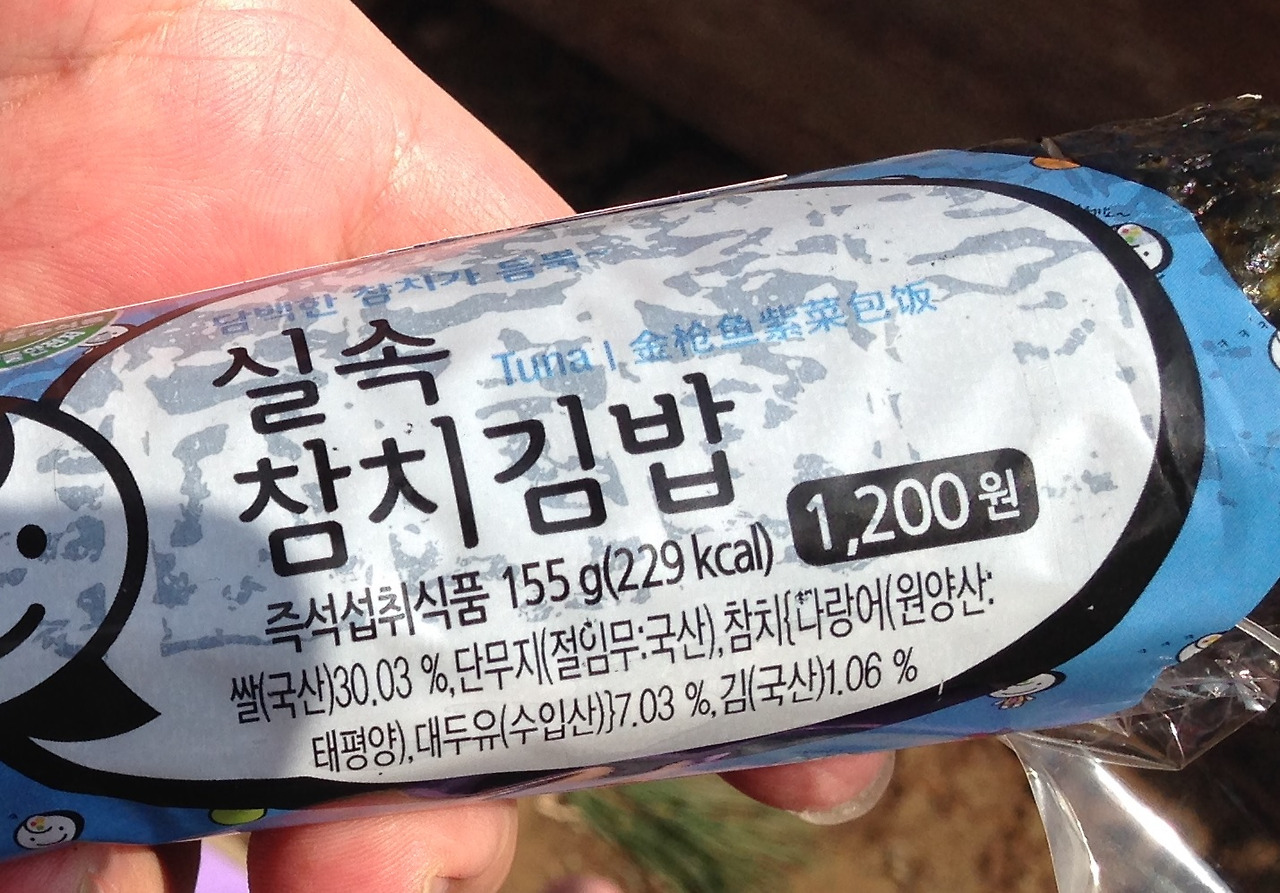 담백한 참치가 듬뿍~
실속 Tuna | 金枪鱼紫菜包饭
참치김밥
1,200원
즉석섭취식품 155 g(229 kcal)
쌀(국산)30.03 %,단무지(절임무:국산),참치{다랑어(원양산:
태평양),대두유(수입산)}7.03 %,김(국산)1.06 %